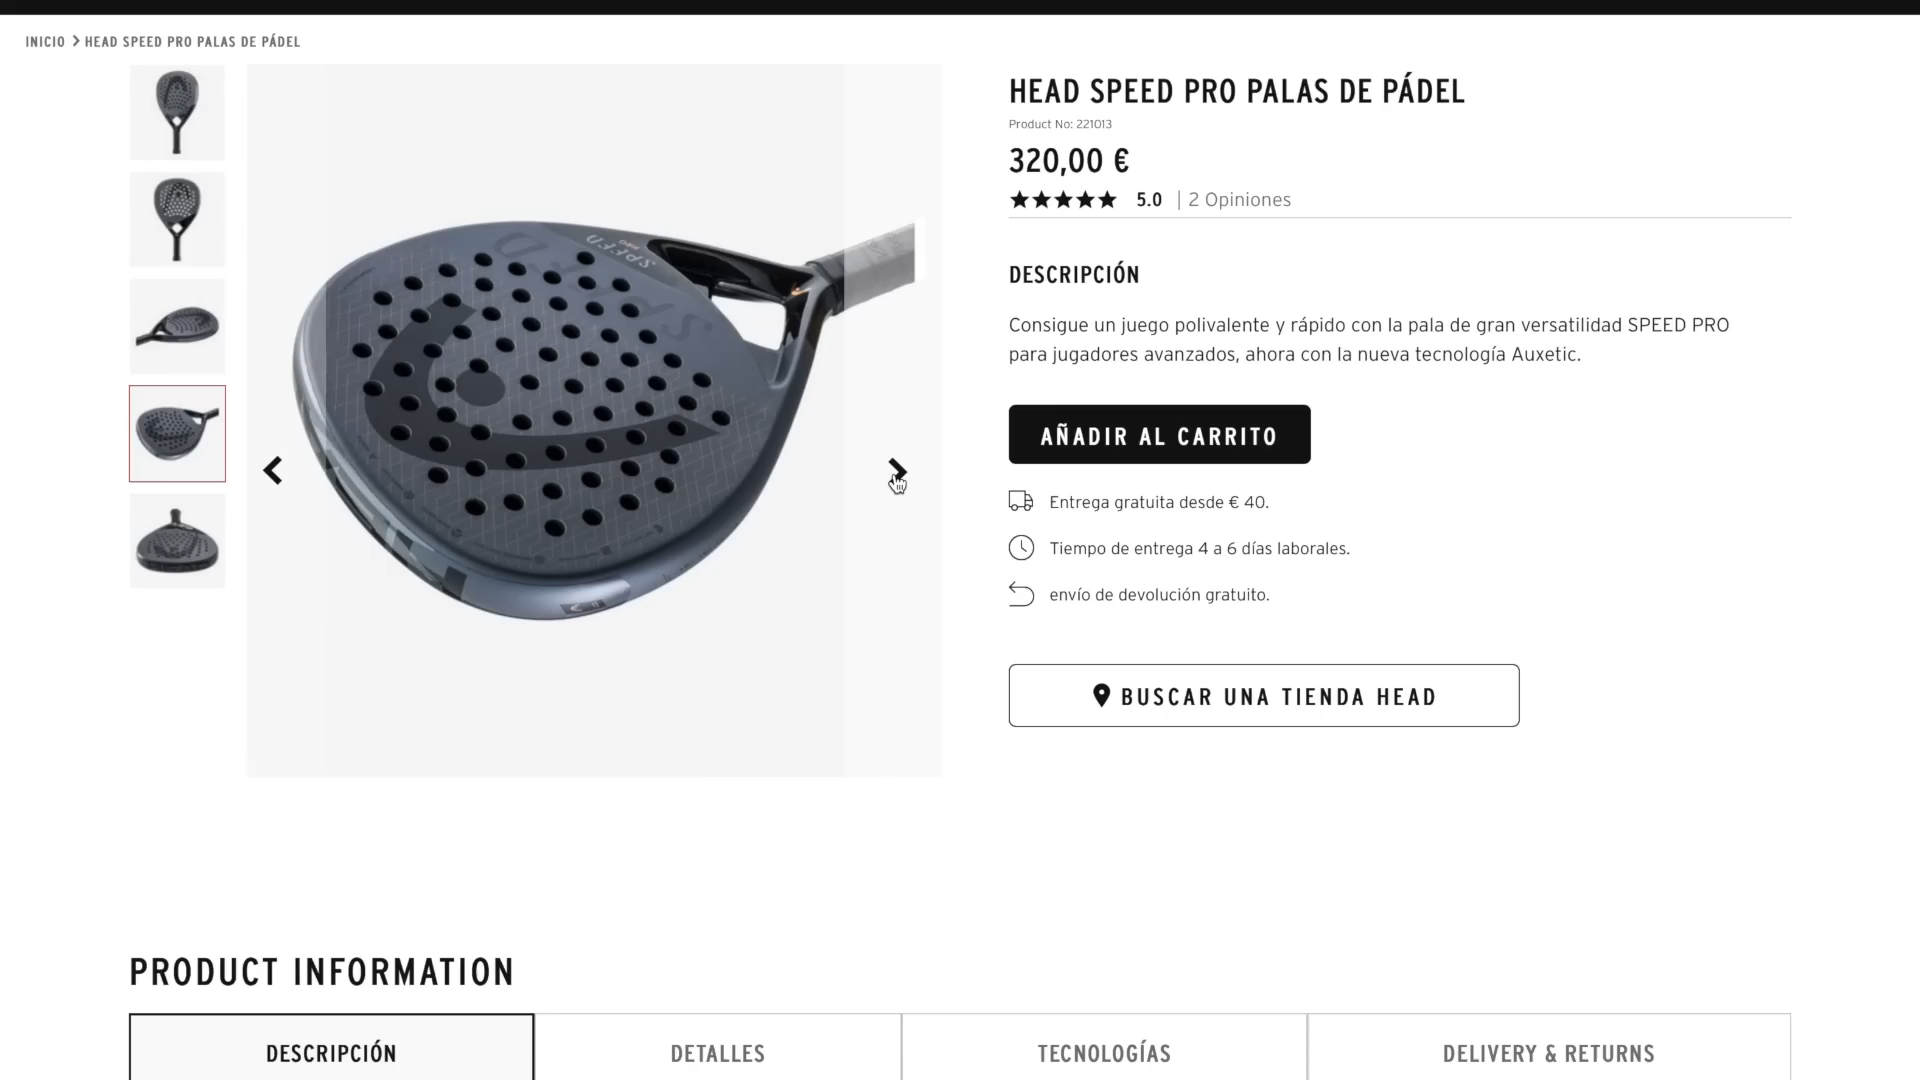 INICIO > HEAD SPEED PRO PALAS DE PÁDEL
HEAD SPEED PRO PALAS DE PÁDEL
Product No: 221013
320,00 €
★★★★★ 5.0 | 2 Opiniones
DESCRIPCIÓN
Consigue un juego polivalente y rápido con la pala de gran versatilidad SPEED PRO
para jugadores avanzados, ahora con la nueva tecnología Auxetic.
AÑADIR AL CARRITO
Entrega gratuita desde € 40.
Tiempo de entrega 4 a 6 días laborales.
envío de devolución gratuito.
BUSCAR UNA TIENDA HEAD
SPEED
SPEED
PRO
PRODUCT INFORMATION
DESCRIPCIÓN
DETALLES
TECNOLOGÍAS
DELIVERY & RETURNS